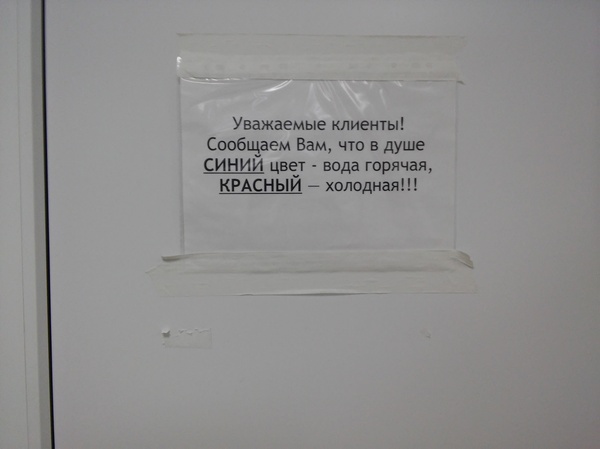 Уважаемые клиенты!
Сообщаем Вам, что в душе
СИНИЙ цвет - вода горячая,
КРАСНЫЙ – холодная!!!